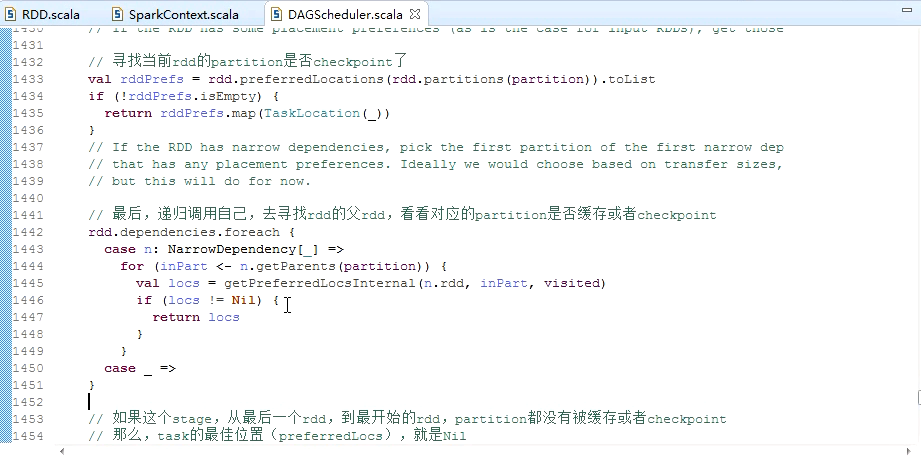 RDD.scala SparkContext.scala DAGScheduler.scala
1430 // If the RDD has some placement preferences (as is the case for input RDDs), get those
1431
1432 // 寻找当前rdd的partition是否checkpoint了
1433 val rddPrefs = rdd.preferredLocations(rdd.partitions(partition)).toList
1434 if (!rddPrefs.isEmpty) {
1435 return rddPrefs.map(TaskLocation(_))
1436 }
1437 // If the RDD has narrow dependencies, pick the first partition of the first narrow dep
1438 // that has any placement preferences. Ideally we would choose based on transfer sizes,
1439 // but this will do for now.
1440
1441 // 最后，递归调用自己，去寻找rdd的父rdd，看看对应的partition是否缓存或者checkpoint
1442 rdd.dependencies.foreach {
1443 case n: NarrowDependency[_] =>
1444 for (inPart <- n.getParents(partition)) {
1445 val locs = getPreferredLocsInternal(n.rdd, inPart, visited)
1446 if (locs != Nil) {
1447 return locs
1448 }
1449 }
1450 case _ =>
1451 }
1452
1453 // 如果这个stage，从最后一个rdd，到最开始的rdd，partition都没有被缓存或者checkpoint
1454 // 那么，task的最佳位置（preferredLocs），就是Nil